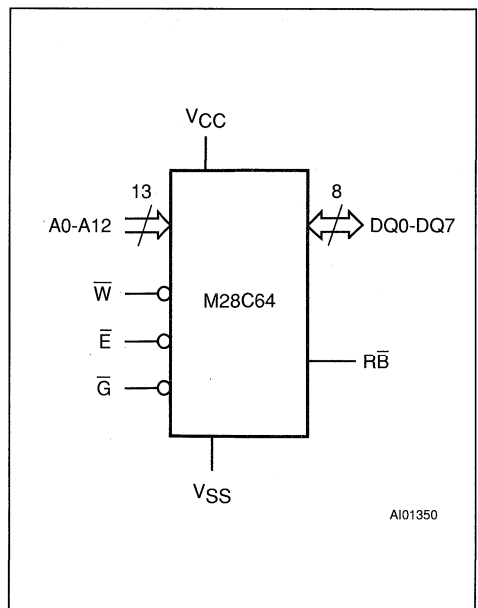 VCC
13
8
A0-A12
DQ0-DQ7
W̅
M28C64
E̅
RB̅
G̅
VSS
AI01350